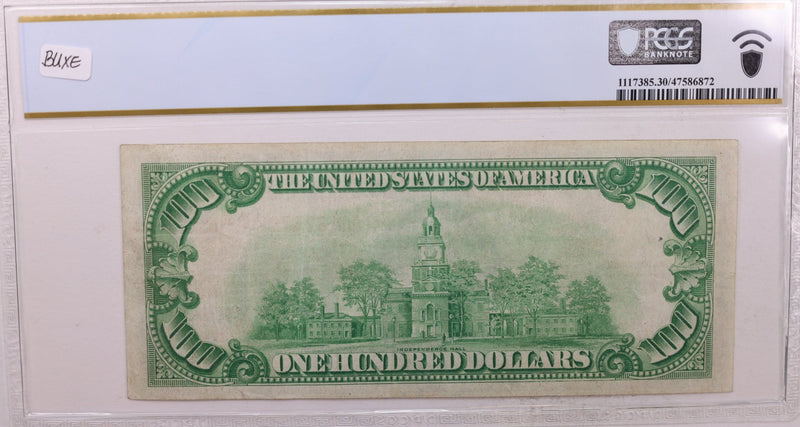 BUXE
PCGS
BANKNOTE
1117385.30/47586872
100 THE UNITED STATES OF AMERICA 100
INDEPENDENCE HALL
100 ONE HUNDRED DOLLARS 100